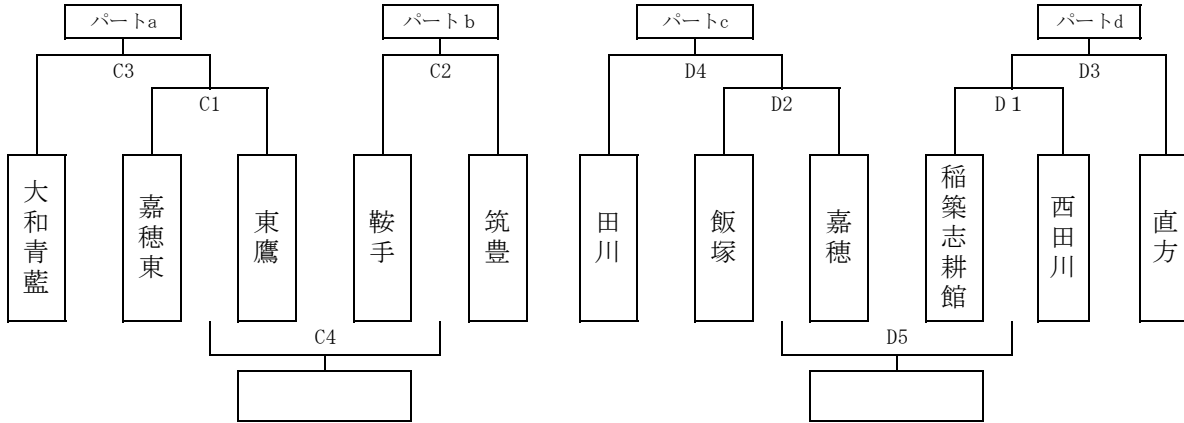 パートa
パートｂ
パートc
パートd
C3
C2
D4
D3
C1
D2
D１
大和青藍
嘉穂東
東鷹
鞍手
筑豊
田川
飯塚
嘉穂
稲築志耕館
西田川
直方
C4
D5